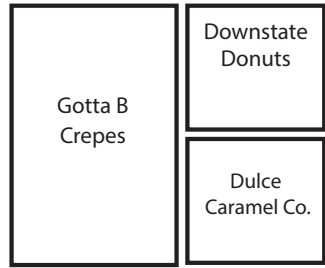 Gotta B
Crepes
Downstate
Donuts
Dulce
Caramel Co.